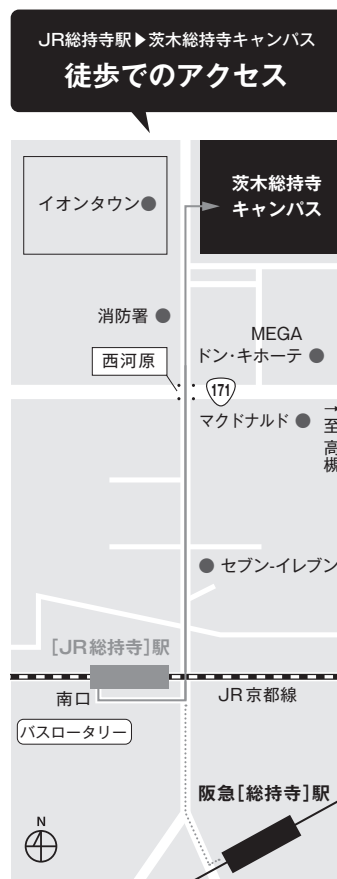 JR総持寺駅▶茨木総持寺キャンパス
徒歩でのアクセス
イオンタウン
茨木総持寺
キャンパス
消防署
MEGA
ドン・キホーテ
西河原
171
マクドナルド
→至高槻
セブン-イレブン
[JR総持寺]駅
南口
JR京都線
バスロータリー
阪急[総持寺]駅
N